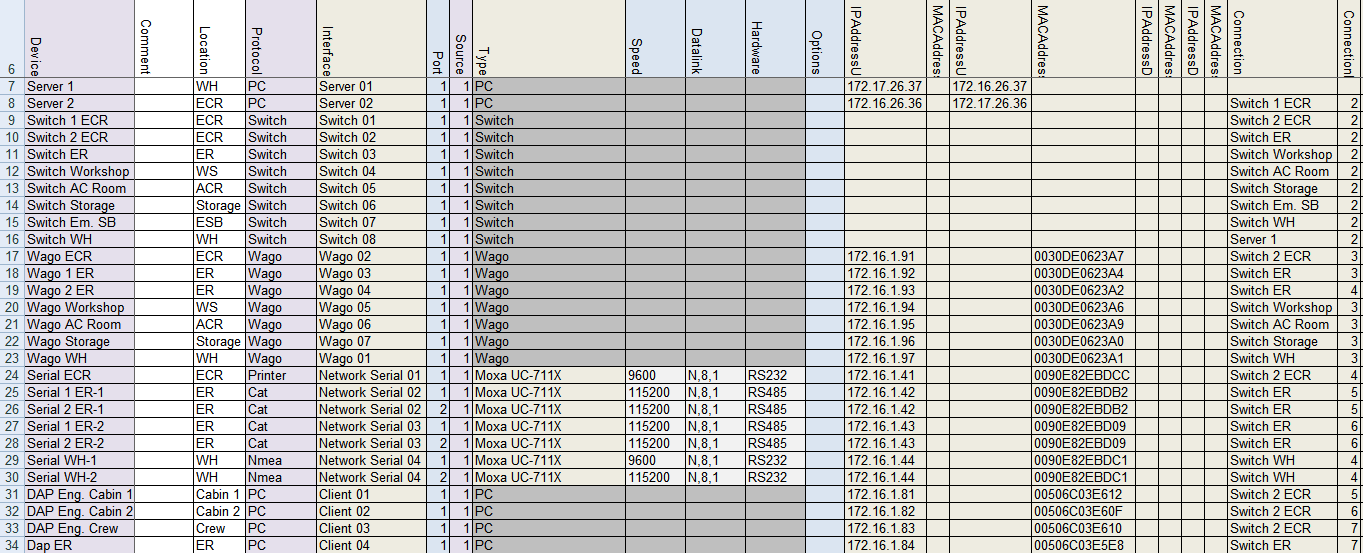 6 Device Comment Location Protocol Interface Port Source Type Speed Datalink Hardware Options IPAddressU MACAddress IPAddressU MACAddress IPAddressD MACAddress IPAddressD MACAddress Connection Connection
7 Server 1 WH PC Server 01 1 1 PC 172.17.26.37 172.16.26.37
8 Server 2 ECR PC Server 02 1 1 PC 172.16.26.36 172.17.26.36 Switch 1 ECR 2
9 Switch 1 ECR ECR Switch Switch 01 1 1 Switch Switch 2 ECR 2
10 Switch 2 ECR ECR Switch Switch 02 1 1 Switch Switch ER 2
11 Switch ER ER Switch Switch 03 1 1 Switch Switch Workshop 2
12 Switch Workshop WS Switch Switch 04 1 1 Switch Switch AC Room 2
13 Switch AC Room ACR Switch Switch 05 1 1 Switch Switch Storage 2
14 Switch Storage Storage Switch Switch 06 1 1 Switch Switch Em. SB 2
15 Switch Em. SB ESB Switch Switch 07 1 1 Switch Switch WH 2
16 Switch WH WH Switch Switch 08 1 1 Switch Server 1 2
17 Wago ECR ECR Wago Wago 02 1 1 Wago 172.16.1.91 0030DE0623A7 Switch 2 ECR 3
18 Wago 1 ER ER Wago Wago 03 1 1 Wago 172.16.1.92 0030DE0623A4 Switch ER 3
19 Wago 2 ER ER Wago Wago 04 1 1 Wago 172.16.1.93 0030DE0623A2 Switch ER 4
20 Wago Workshop WS Wago Wago 05 1 1 Wago 172.16.1.94 0030DE0623A6 Switch Workshop 3
21 Wago AC Room ACR Wago Wago 06 1 1 Wago 172.16.1.95 0030DE0623A9 Switch AC Room 3
22 Wago Storage Storage Wago Wago 07 1 1 Wago 172.16.1.96 0030DE0623A0 Switch Storage 3
23 Wago WH WH Wago Wago 01 1 1 Wago 172.16.1.97 0030DE0623A1 Switch WH 3
24 Serial ECR ECR Printer Network Serial 01 1 1 Moxa UC-711X 9600 N,8,1 RS232 172.16.1.41 0090E82EBDCC Switch 2 ECR 4
25 Serial 1 ER-1 ER Cat Network Serial 02 1 1 Moxa UC-711X 115200 N,8,1 RS485 172.16.1.42 0090E82EBDB2 Switch ER 5
26 Serial 2 ER-1 ER Cat Network Serial 02 2 1 Moxa UC-711X 115200 N,8,1 RS485 172.16.1.42 0090E82EBDB2 Switch ER 5
27 Serial 1 ER-2 ER Cat Network Serial 03 1 1 Moxa UC-711X 115200 N,8,1 RS485 172.16.1.43 0090E82EBD09 Switch ER 6
28 Serial 2 ER-2 ER Cat Network Serial 03 2 1 Moxa UC-711X 115200 N,8,1 RS485 172.16.1.43 0090E82EBD09 Switch ER 6
29 Serial WH-1 WH Nmea Network Serial 04 1 1 Moxa UC-711X 9600 N,8,1 RS232 172.16.1.44 0090E82EBDC1 Switch WH 4
30 Serial WH-2 WH Nmea Network Serial 04 2 1 Moxa UC-711X 115200 N,8,1 RS232 172.16.1.44 0090E82EBDC1 Switch WH 4
31 DAP Eng. Cabin 1 Cabin 1 PC Client 01 1 1 PC 172.16.1.81 00506C03E612 Switch 2 ECR 5
32 DAP Eng. Cabin 2 Cabin 2 PC Client 02 1 1 PC 172.16.1.82 00506C03E60F Switch 2 ECR 6
33 DAP Eng. Crew Crew PC Client 03 1 1 PC 172.16.1.83 00506C03E610 Switch 2 ECR 7
34 Dap ER ER PC Client 04 1 1 PC 172.16.1.84 00506C03E5E8 Switch ER 7